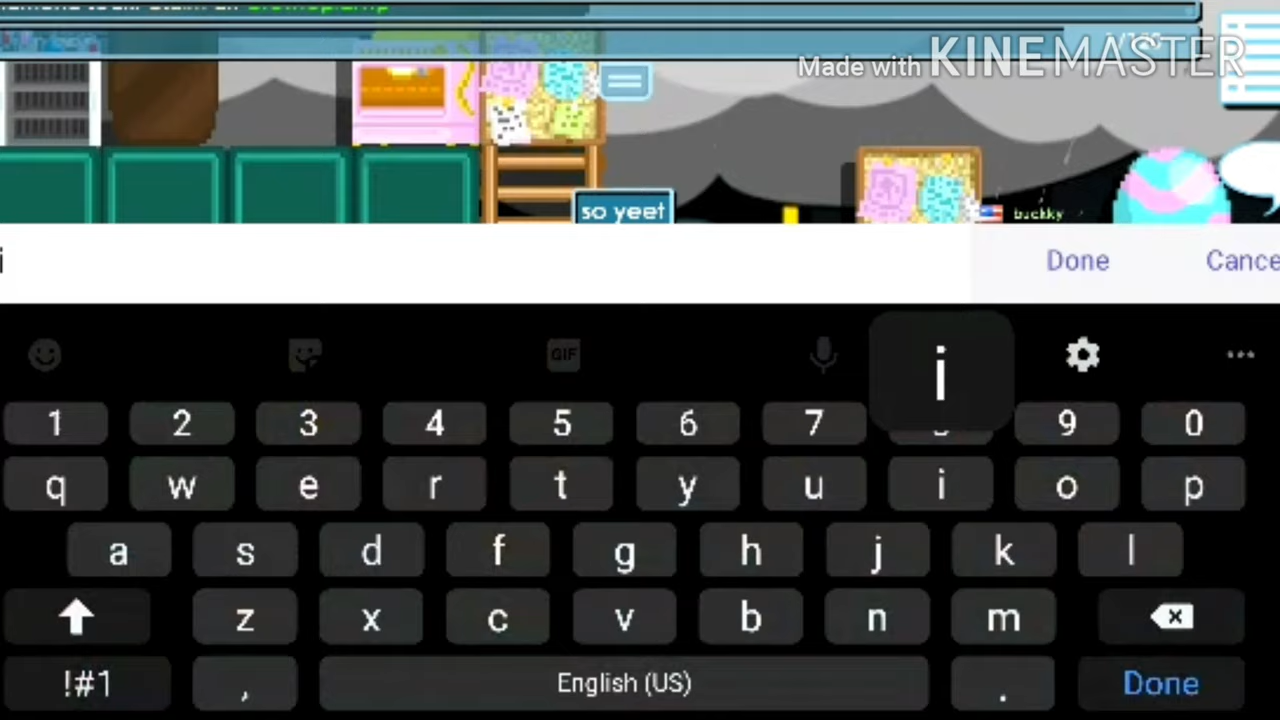 Made with KINEMASTER
so yeet
buckky
i
Done Cance
GIF
i
1 2 3 4 5 6 7 9 0
q w e r t y u i o p
a s d f g h j k l
z x c v b n m
!#1 , English (US) . Done